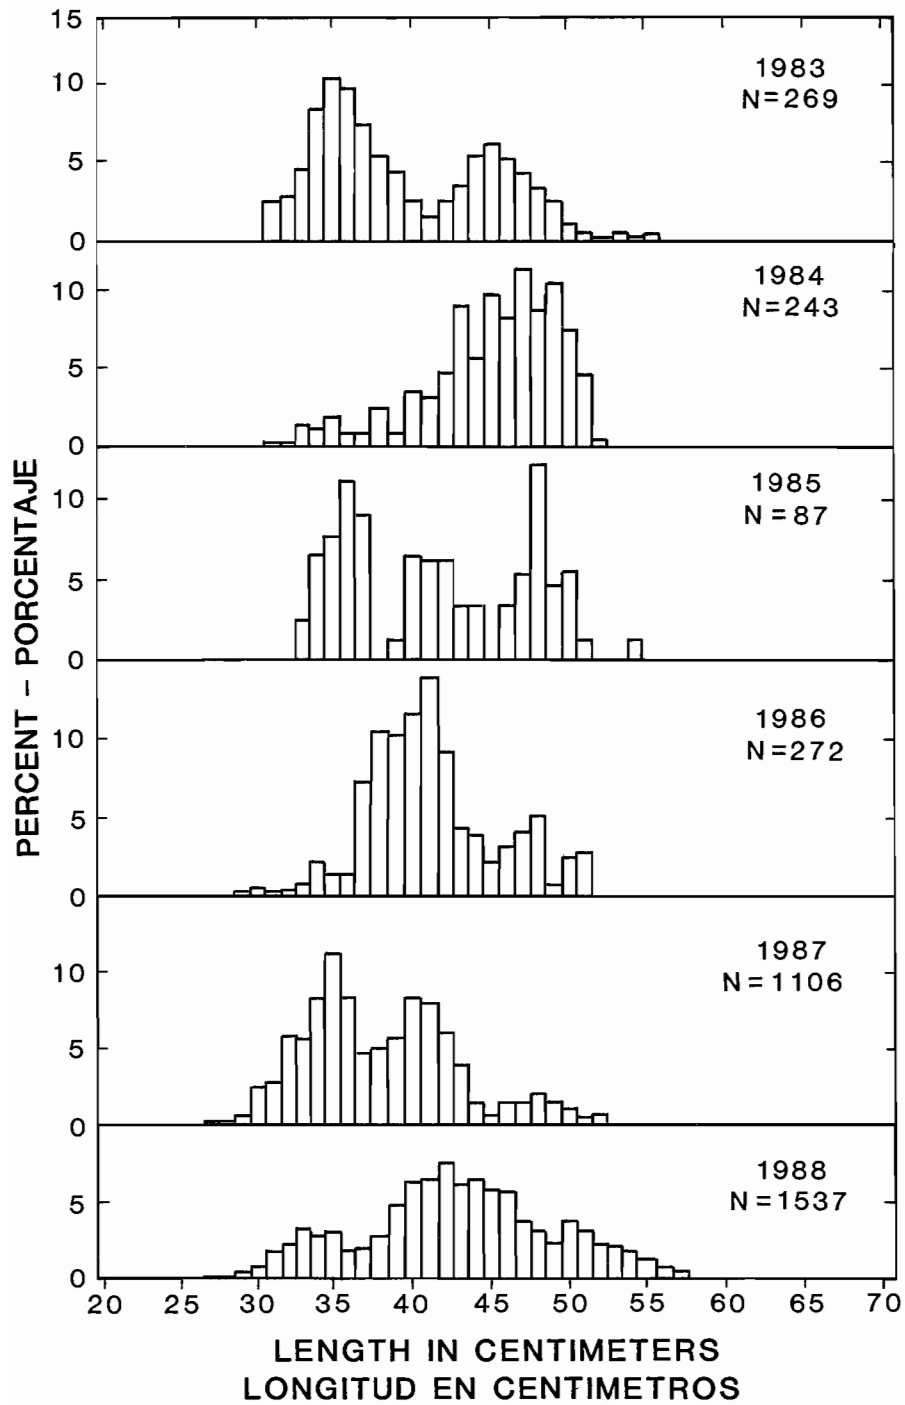 PERCENT – PORCENTAJE
15
10
5
0
1983
N=269
10
5
0
1984
N=243
10
5
0
1985
N=87
10
5
0
1986
N=272
10
5
0
1987
N=1106
5
0
1988
N=1537
20 25 30 35 40 45 50 55 60 65 70
LENGTH IN CENTIMETERS
LONGITUD EN CENTIMETROS